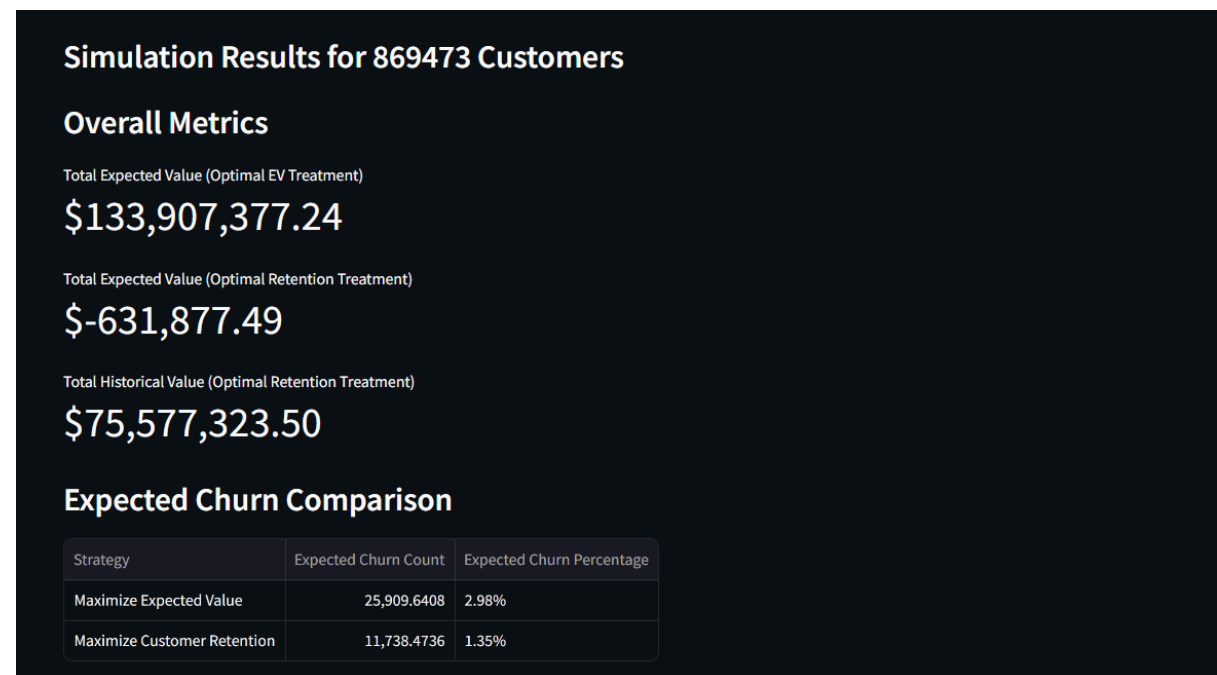 Simulation Results for 869473 Customers
Overall Metrics
Total Expected Value (Optimal EV Treatment)
$133,907,377.24
Total Expected Value (Optimal Retention Treatment)
$-631,877.49
Total Historical Value (Optimal Retention Treatment)
$75,577,323.50
Expected Churn Comparison
Strategy Expected Churn Count Expected Churn Percentage
Maximize Expected Value 25,909.6408 2.98%
Maximize Customer Retention 11,738.4736 1.35%